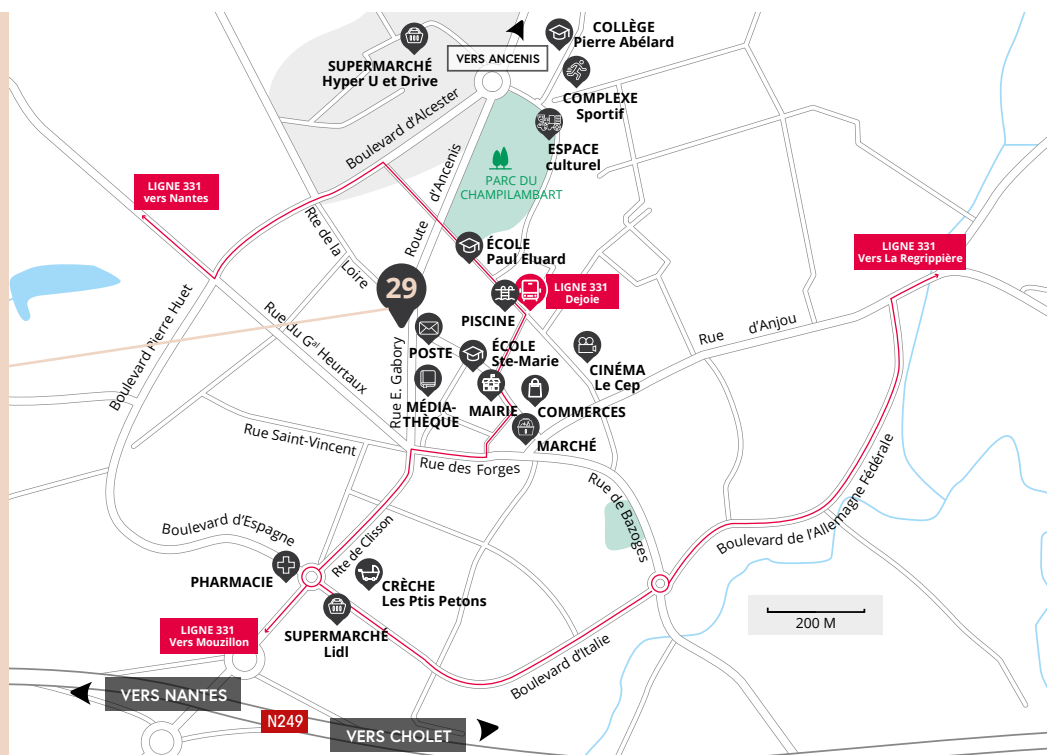 COLLÈGE
Pierre Abélard
VERS ANCENIS
SUPERMARCHÉ
Hyper U et Drive
COMPLEXE
Sportif
Boulevard d'Alcester
ESPACE
culturel
PARC DU
CHAMPILAMBART
LIGNE 331
vers Nantes
Route d'Ancenis
Rte de la Loire
ÉCOLE
Paul Eluard
LIGNE 331
Vers La Regrippière
29
LIGNE 331
Dejoie
PISCINE
Boulevard Pierre Huet
Rue du Gal Heurtaux
Rue d'Anjou
POSTE
ÉCOLE
Ste-Marie
Rue E. Gabory
CINÉMA
Le Cep
MÉDIA-
THÈQUE
MAIRIE
COMMERCES
MARCHÉ
Rue Saint-Vincent
Rue des Forges
Rue de Bazoges
Boulevard de l'Allemagne Fédérale
Boulevard d'Espagne
Rte de Clisson
PHARMACIE
CRÈCHE
Les Ptis Petons
200 M
LIGNE 331
Vers Mouzillon
SUPERMARCHÉ
Lidl
Boulevard d'Italie
VERS NANTES
N249
VERS CHOLET